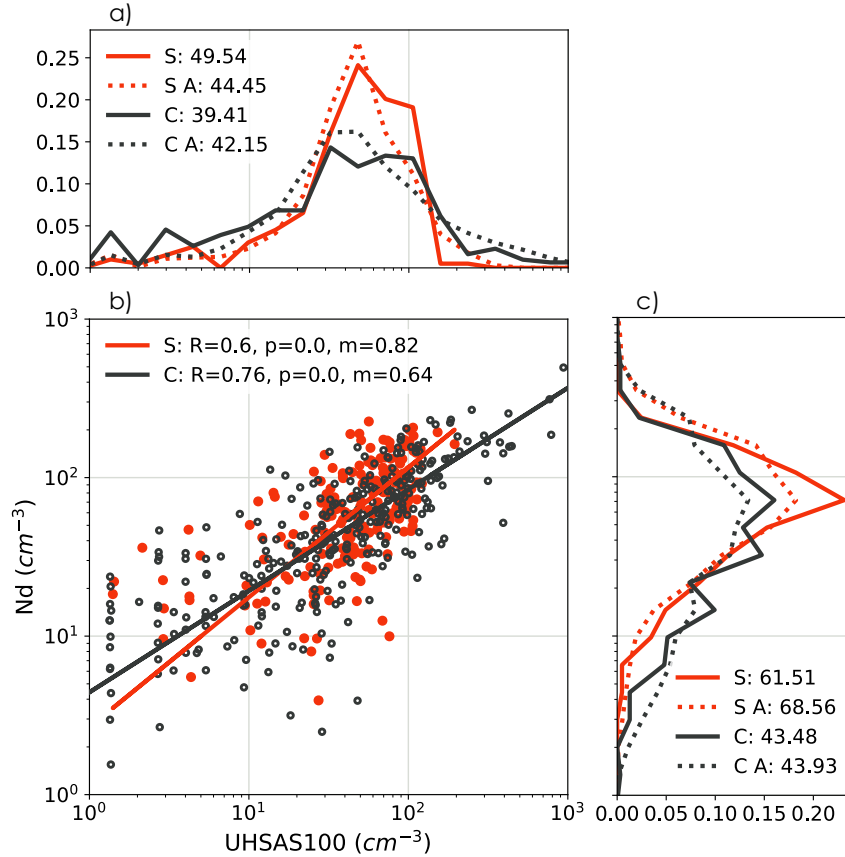 a)
0.25
0.20
0.15
0.10
0.05
0.00
S: 49.54
S A: 44.45
C: 39.41
C A: 42.15
b)
10³
10²
10¹
10⁰
Nd (cm⁻³)
S: R=0.6, p=0.0, m=0.82
C: R=0.76, p=0.0, m=0.64
10⁰ 10¹ 10² 10³
UHSAS100 (cm⁻³)
c)
S: 61.51
S A: 68.56
C: 43.48
C A: 43.93
0.00 0.05 0.10 0.15 0.20